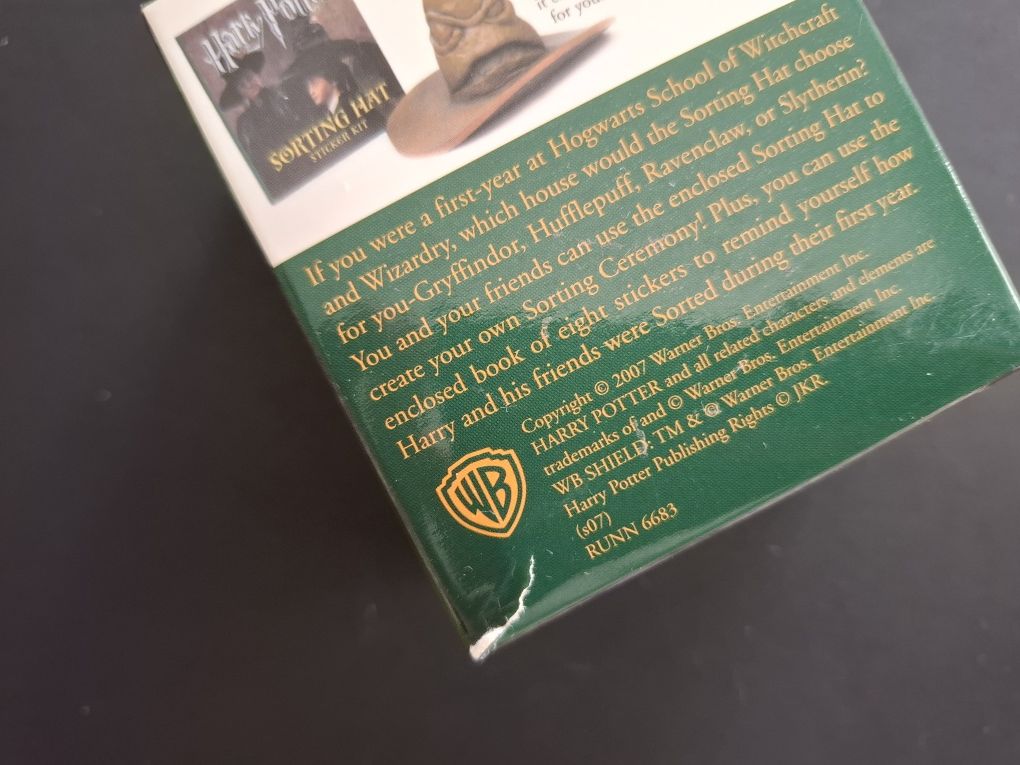 Harry Potter
SORTING HAT
STICKER KIT
for you
If you were a first-year at Hogwarts School of Witchcraft
and Wizardry, which house would the Sorting Hat choose
for you-Gryffindor, Hufflepuff, Ravenclaw, or Slytherin?
You and your friends can use the enclosed Sorting Hat to
create your own Sorting Ceremony! Plus, you can use the
enclosed book of eight stickers to remind yourself how
Harry and his friends were Sorted during their first year.
Copyright © 2007 Warner Bros. Entertainment Inc.
HARRY POTTER and all related characters and elements are
trademarks of and © Warner Bros. Entertainment Inc.
WB SHIELD: TM & © Warner Bros. Entertainment Inc.
Harry Potter Publishing Rights © JKR.
(s07)
RUNN 6683
WB